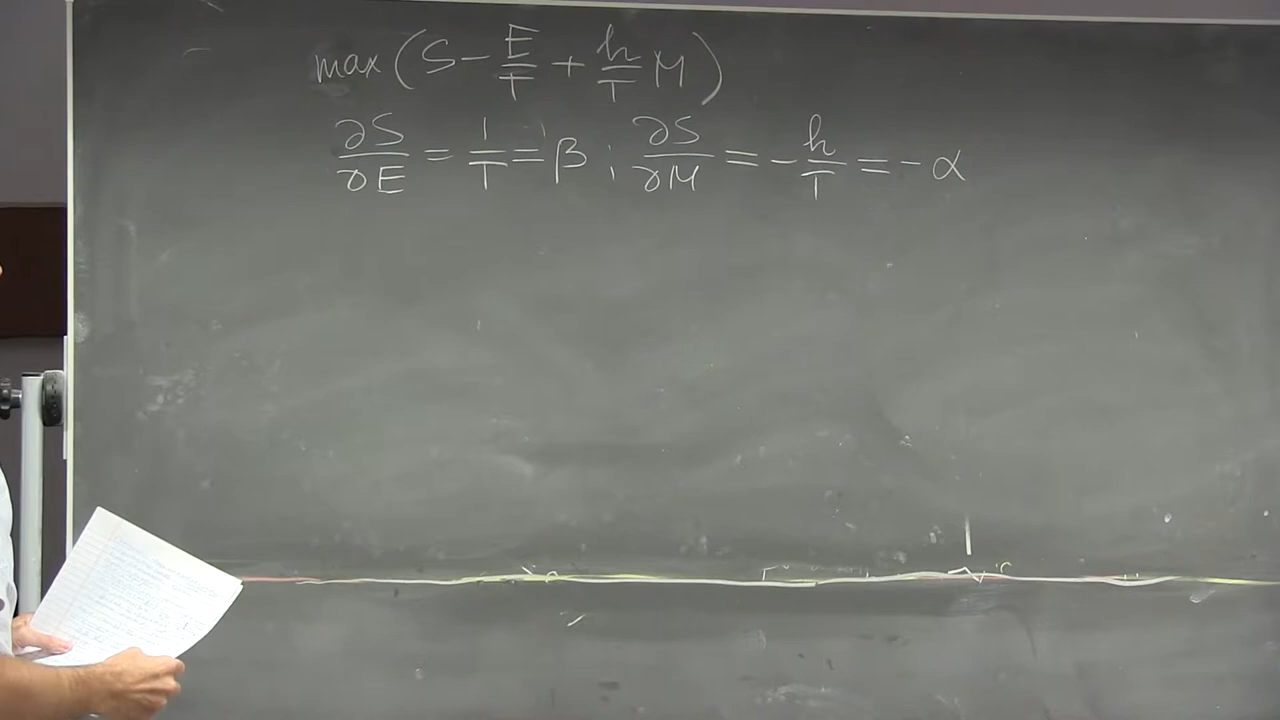 max(S - E/T + h/T M)
∂S/∂E = 1/T = β ; ∂S/∂M = - h/T = - α